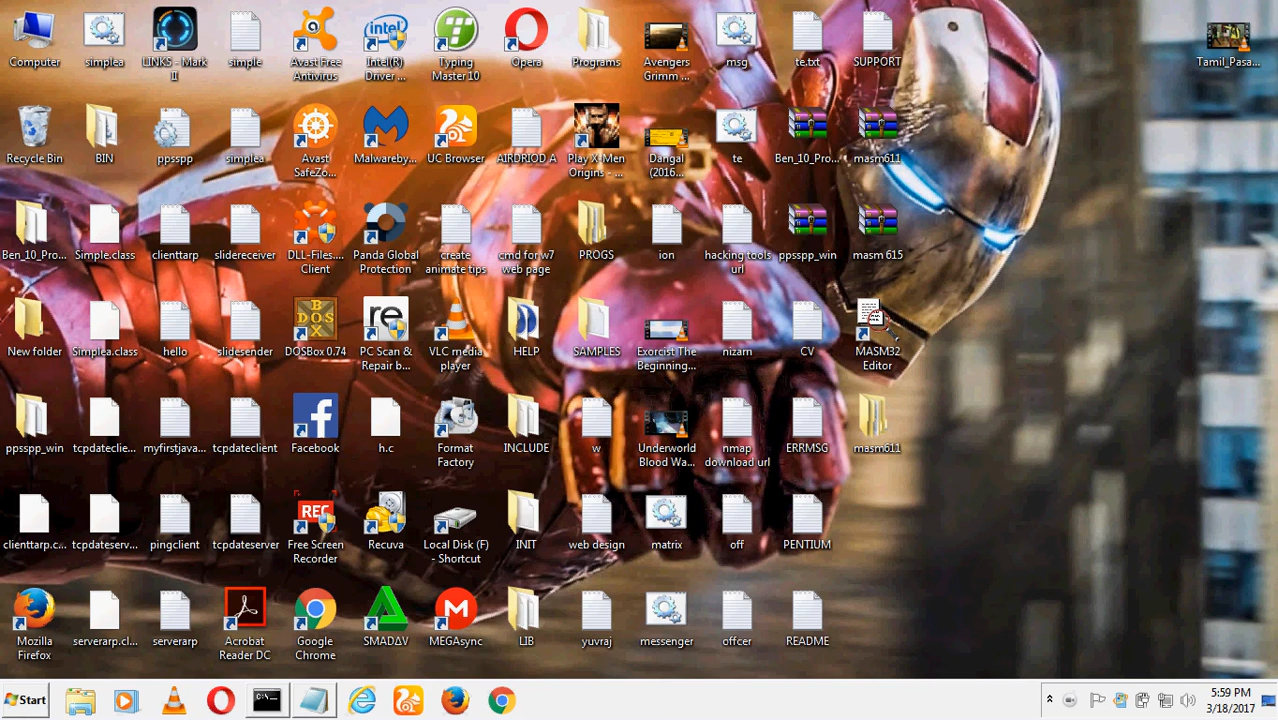 Computer
simplea
LINKS - Mark
II
simple
Avast Free
Antivirus
Intel(R)
Driver ...
Typing
Master 10
Opera
Programs
Avengers
Grimm ...
msg
te.txt
SUPPORT
Tamil_Pasa...
Recycle Bin
BIN
ppsspp
simplea
Avast
SafeZo...
Malwareby...
UC Browser
AIRDRIOD A
Play X-Men
Origins - ...
Dangal
(2016...
te
Ben_10_Pro...
masm611
Ben_10_Pro...
Simple.class
clienttarp
slidereceiver
DLL-Files....
Client
Panda Global
Protection
create
animate tips
cmd for w7
web page
PROGS
ion
hacking tools
url
ppsspp_win
masm 615
New folder
Simplea.class
hello
slidesender
BOX
DOS
DOSBox 0.74
re
PC Scan &
Repair b...
VLC media
player
HELP
SAMPLES
Exorcist The
Beginning...
nizam
CV
MASM32
Editor
ppsspp_win
tcpdateclie...
myfirstjava...
tcpdateclient
Facebook
h.c
Format
Factory
INCLUDE
w
Underworld
Blood Wa...
nmap
download url
ERRMSG
masm611
clienttarp.c...
tcpdateserv...
pingclient
tcpdateserver
REC
Free Screen
Recorder
Recuva
Local Disk (F)
- Shortcut
INIT
web design
matrix
off
PENTIUM
Mozilla
Firefox
serverarp.cl...
serverarp
Acrobat
Reader DC
Google
Chrome
SMADΔV
MEGAsync
LIB
yuvraj
messenger
offcer
README
Start
5:59 PM
3/18/2017